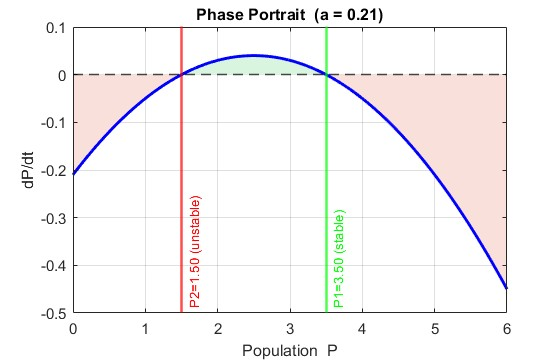 Phase Portrait (a = 0.21)
0.1
0
-0.1
-0.2
-0.3
-0.4
-0.5
dP/dt
P2=1.50 (unstable)
P1=3.50 (stable)
0 1 2 3 4 5 6
Population P